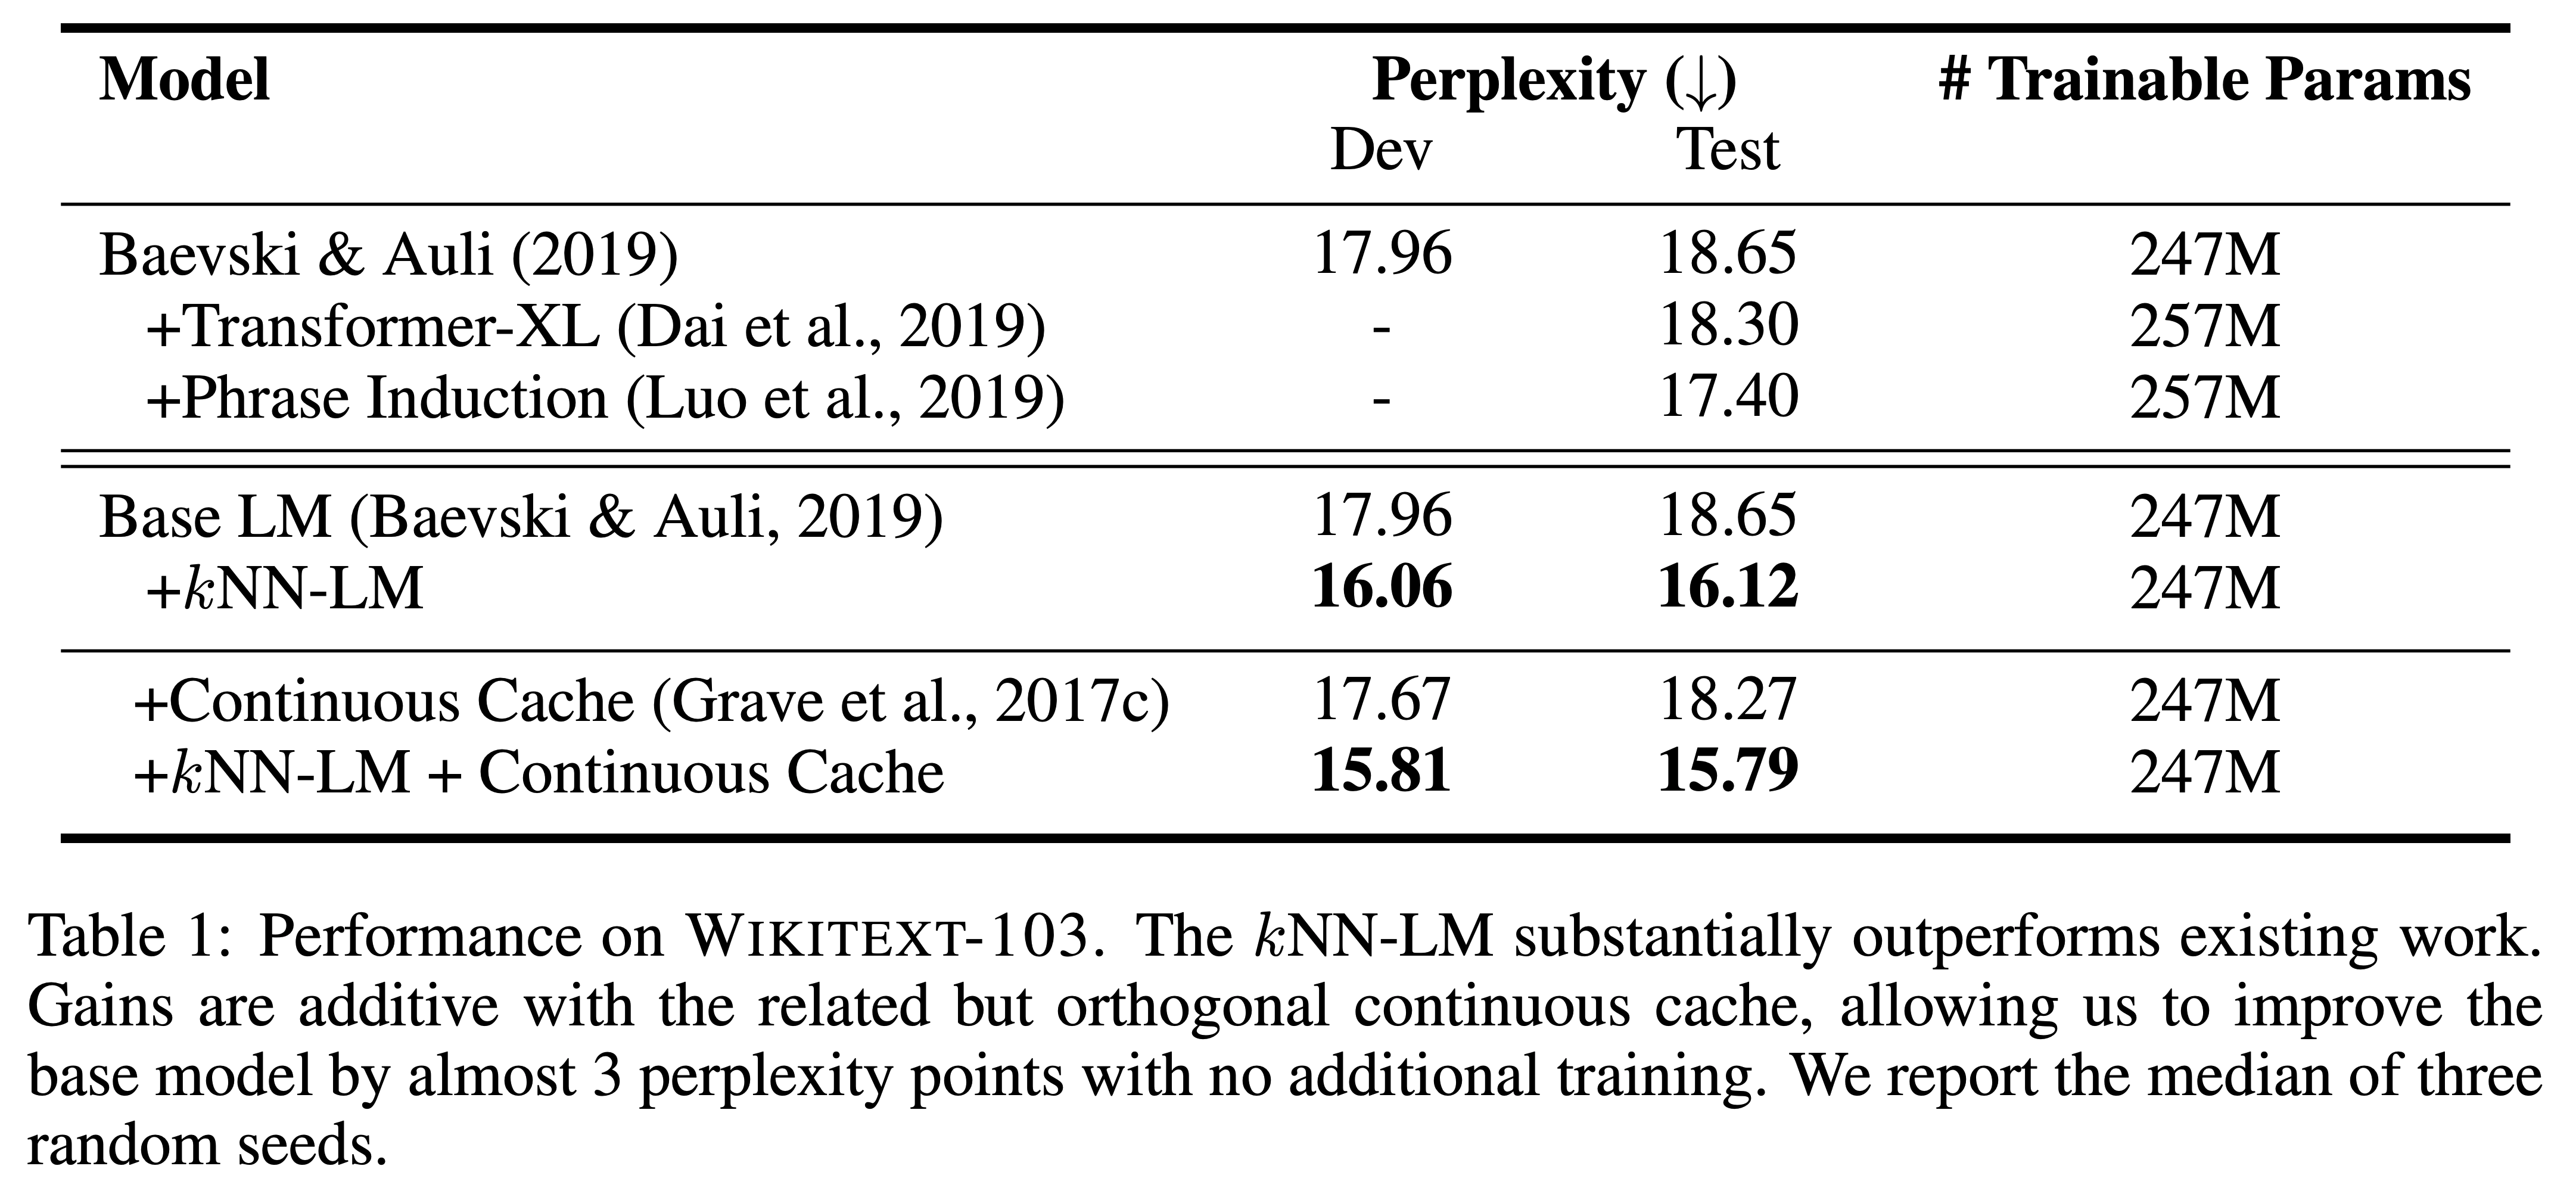 Model Perplexity (↓) # Trainable Params
Dev Test
Baevski & Auli (2019) 17.96 18.65 247M
+Transformer-XL (Dai et al., 2019) - 18.30 257M
+Phrase Induction (Luo et al., 2019) - 17.40 257M
Base LM (Baevski & Auli, 2019) 17.96 18.65 247M
+kNN-LM 16.06 16.12 247M
+Continuous Cache (Grave et al., 2017c) 17.67 18.27 247M
+kNN-LM + Continuous Cache 15.81 15.79 247M
Table 1: Performance on WIKITEXT-103. The kNN-LM substantially outperforms existing work.
Gains are additive with the related but orthogonal continuous cache, allowing us to improve the
base model by almost 3 perplexity points with no additional training. We report the median of three
random seeds.